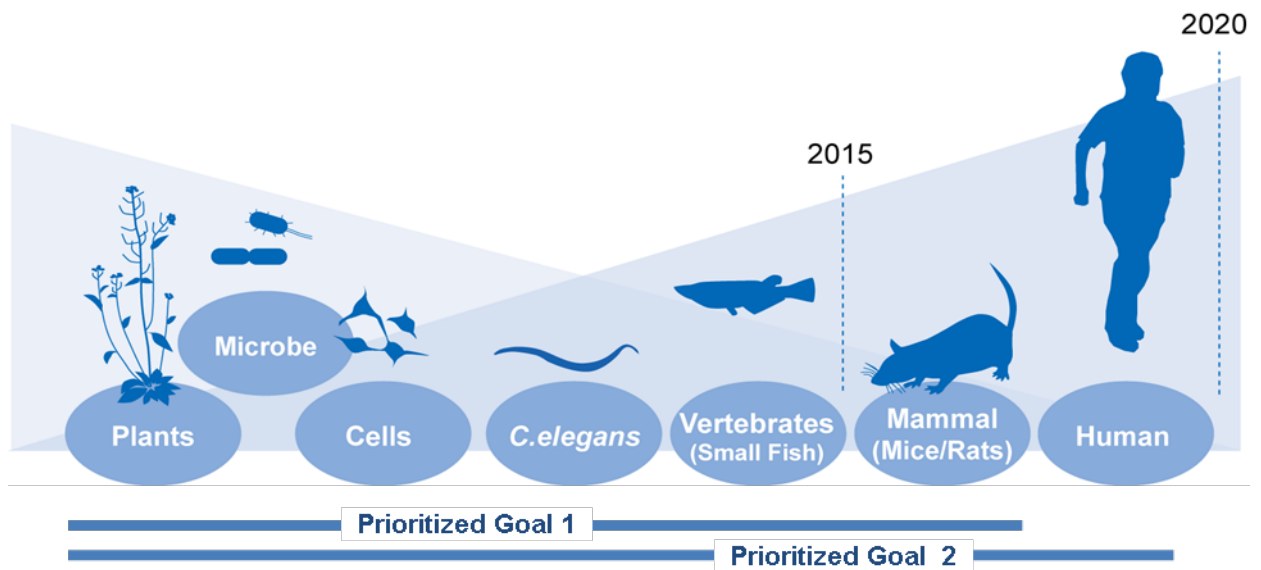 2020
2015
Microbe
Plants
Cells
C.elegans
Vertebrates
(Small Fish)
Mammal
(Mice/Rats)
Human
Prioritized Goal 1
Prioritized Goal 2